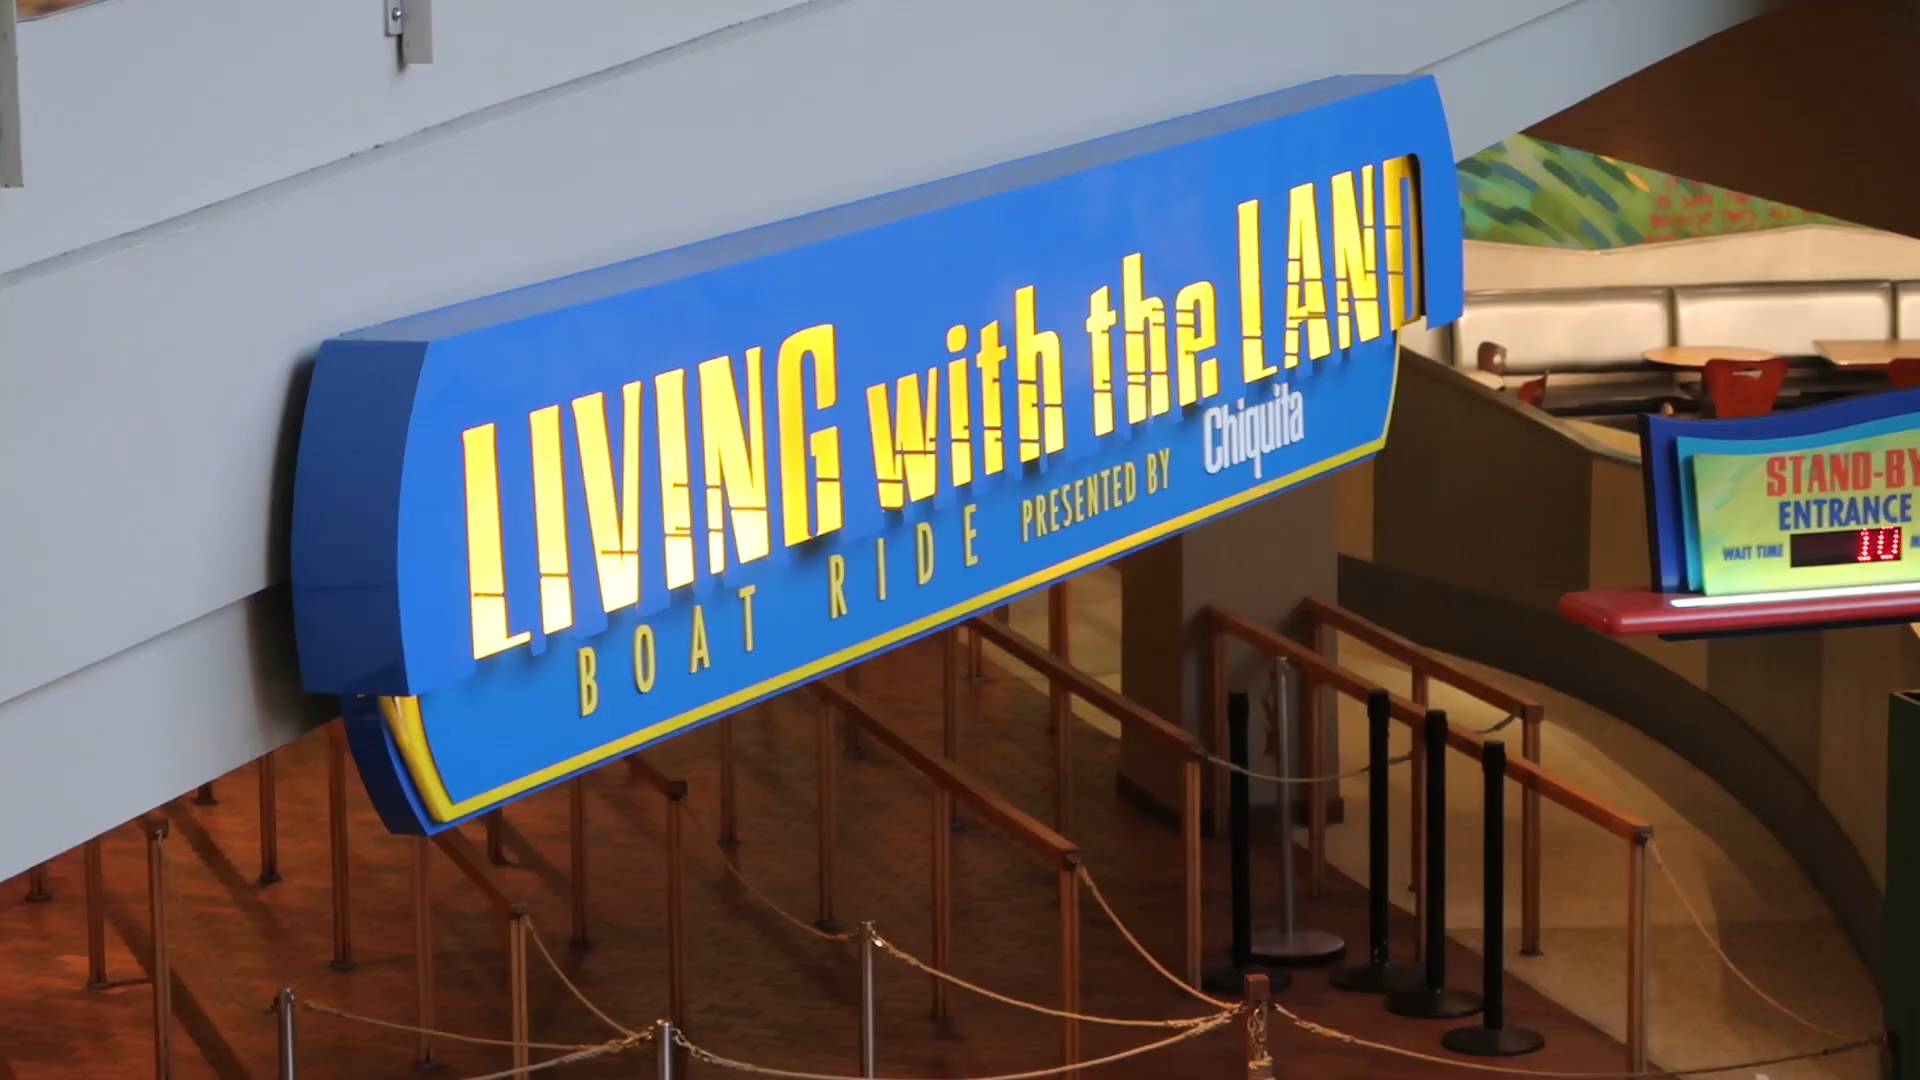 LIVING with the LAND
BOAT RIDE PRESENTED BY Chiquita
STAND-BY
ENTRANCE
WAIT TIME 10